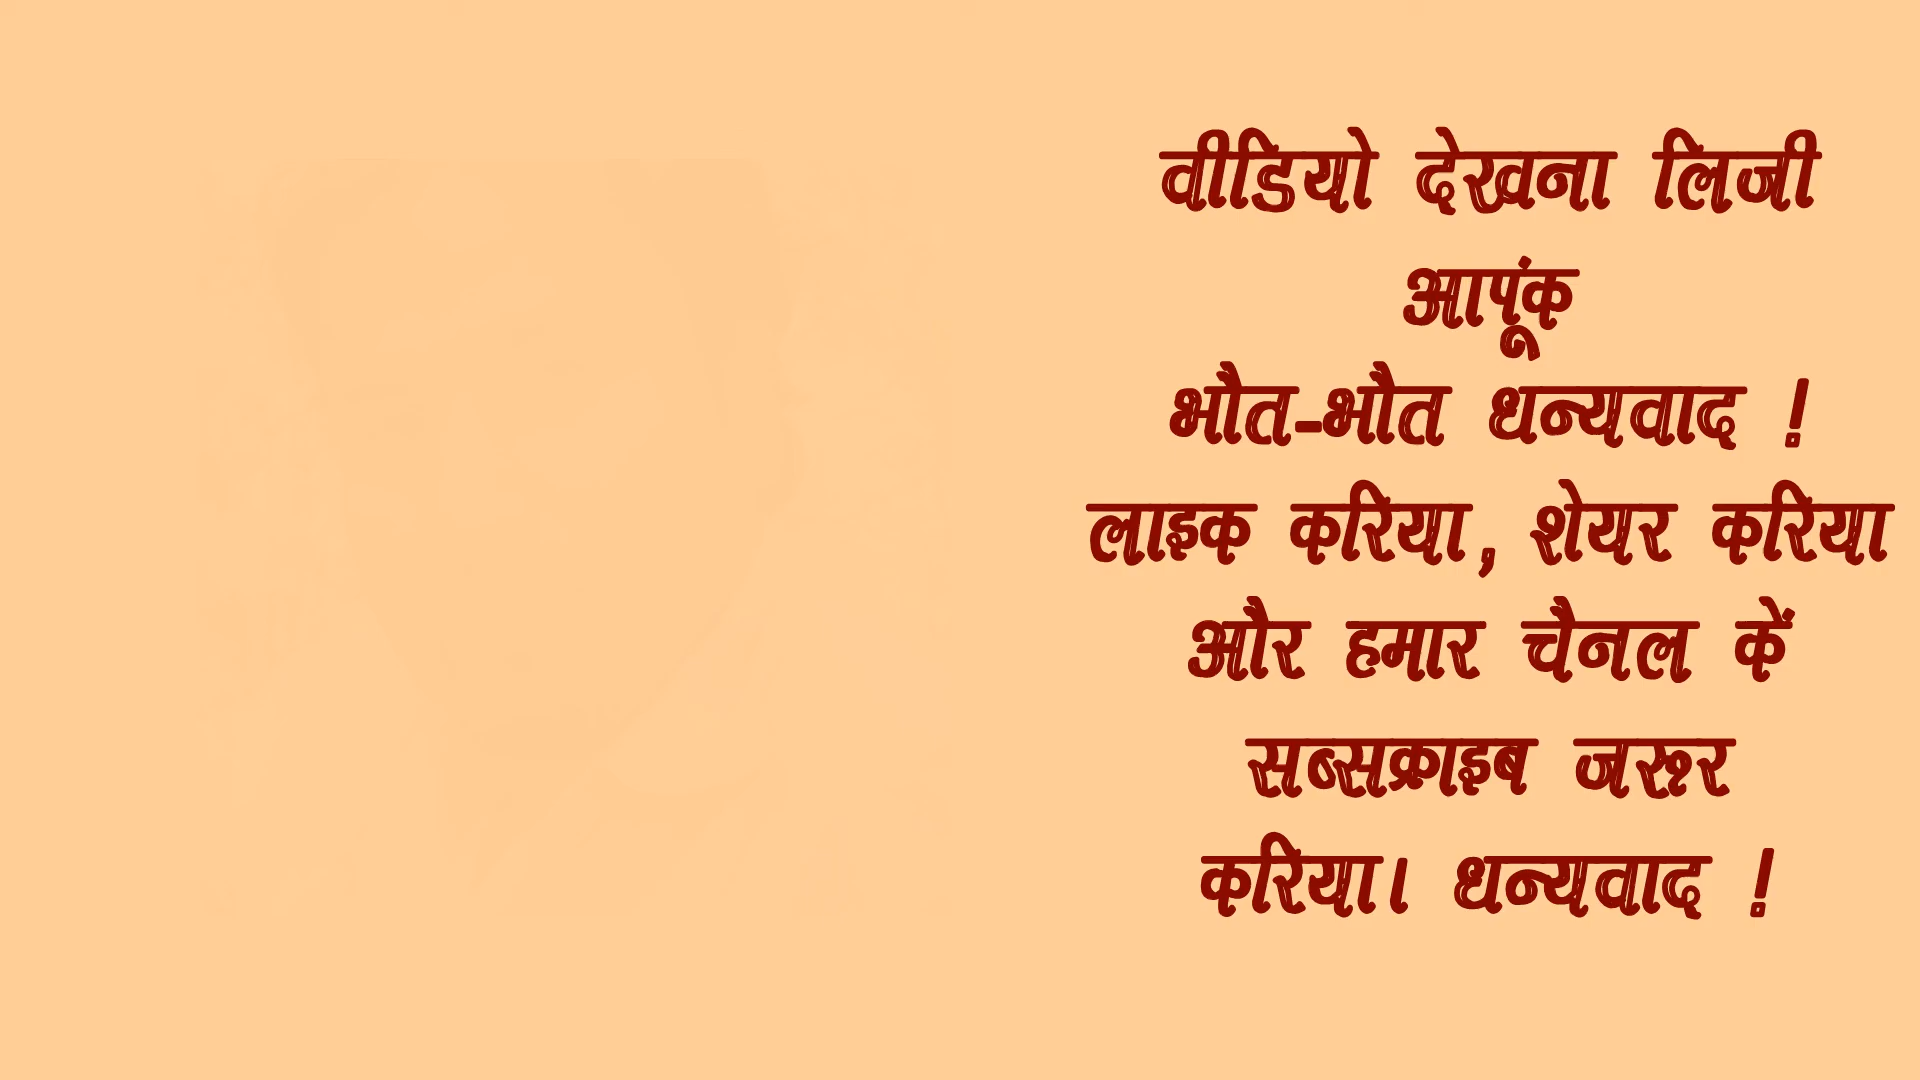 वीडियो देखना लिजी
आपूंक
भौत-भौत धन्यवाद !
लाइक करिया, शेयर करिया
और हमार चैनल कें
सब्सक्राइब जरूर
करिया। धन्यवाद !